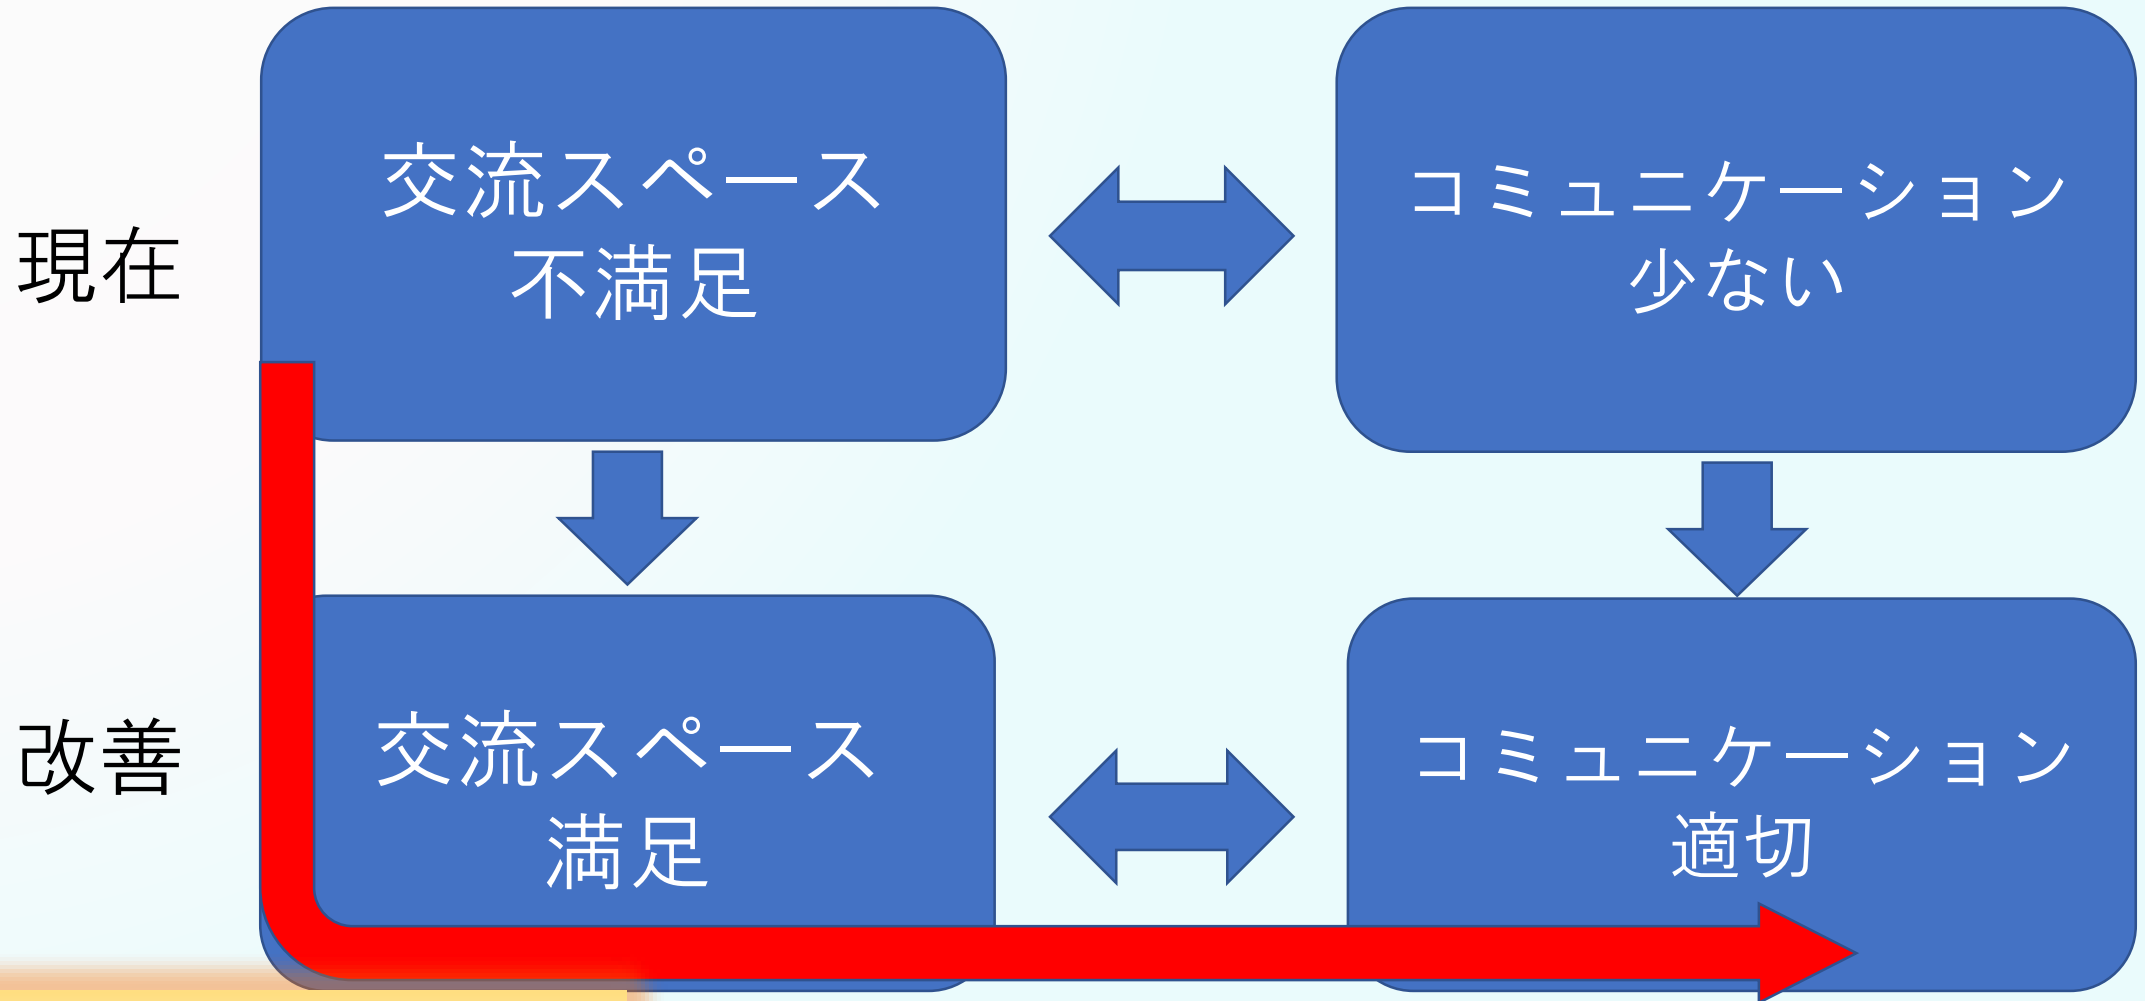 現在
交流スペース
不満足
コミュニケーション
少ない
改善
交流スペース
満足
コミュニケーション
適切